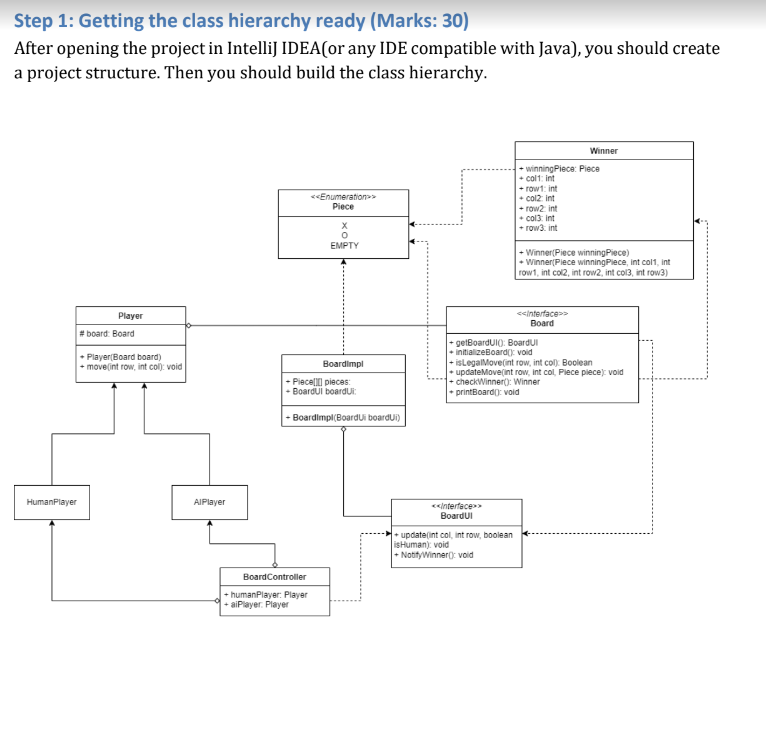 Step 1: Getting the class hierarchy ready (Marks: 30)
After opening the project in IntelliJ IDEA(or any IDE compatible with Java), you should create
a project structure. Then you should build the class hierarchy.
Winner
+ winningPiece: Piece
+ col1: int
+ row1: int
+ col2: int
+ row2: int
+ col3: int
+ row3: int
+ Winner(Piece winningPiece)
+ Winner(Piece winningPiece, int col1, int
row1, int col2, int row2, int col3, int row3)
<<Enumeration>>
Piece
X
O
EMPTY
Player
# board: Board
+ Player(Board board)
+ move(int row, int col): void
<<Interface>>
Board
+ getBoardUI(): BoardUI
+ initializeBoard(): void
+ isLegalMove(int row, int col): Boolean
+ updateMove(int row, int col, Piece piece): void
+ checkWinner(): Winner
+ printBoard(): void
BoardImpl
- Piece[][] pieces:
- BoardUI boardUi:
- BoardImpl(BoardUi boardUi)
HumanPlayer
AIPlayer
<<Interface>>
BoardUI
+ update(int col, int row, boolean
isHuman): void
+ NotifyWinner(): void
BoardController
- humanPlayer: Player
- aiPlayer: Player